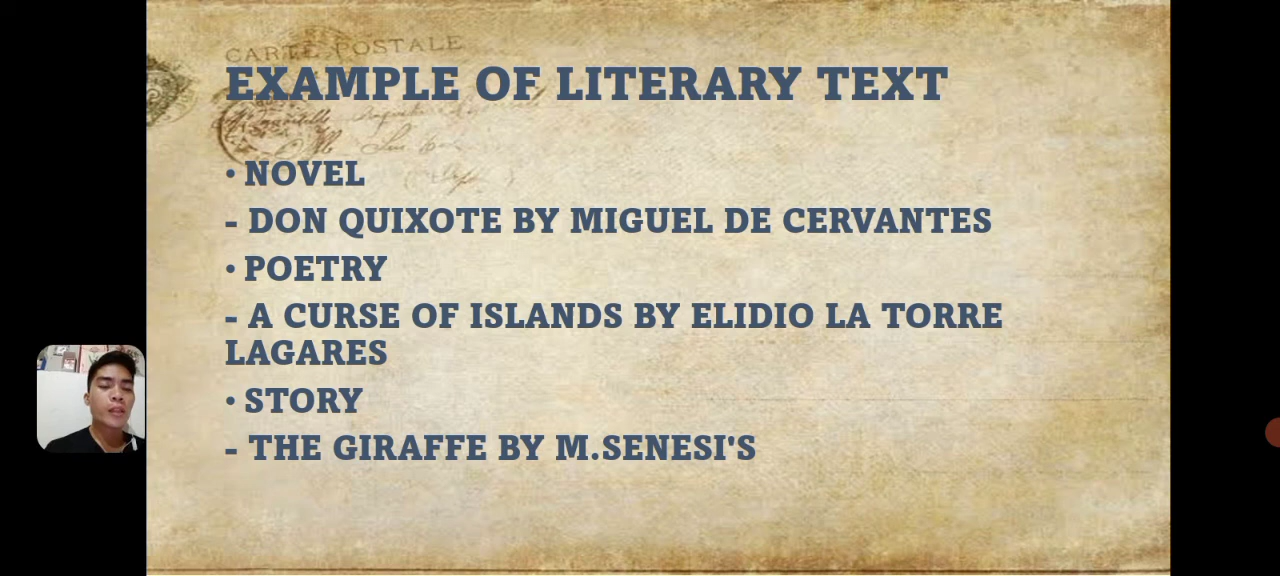 CARTE POSTALE
EXAMPLE OF LITERARY TEXT
• NOVEL
- DON QUIXOTE BY MIGUEL DE CERVANTES
• POETRY
- A CURSE OF ISLANDS BY ELIDIO LA TORRE
LAGARES
• STORY
- THE GIRAFFE BY M.SENESI'S